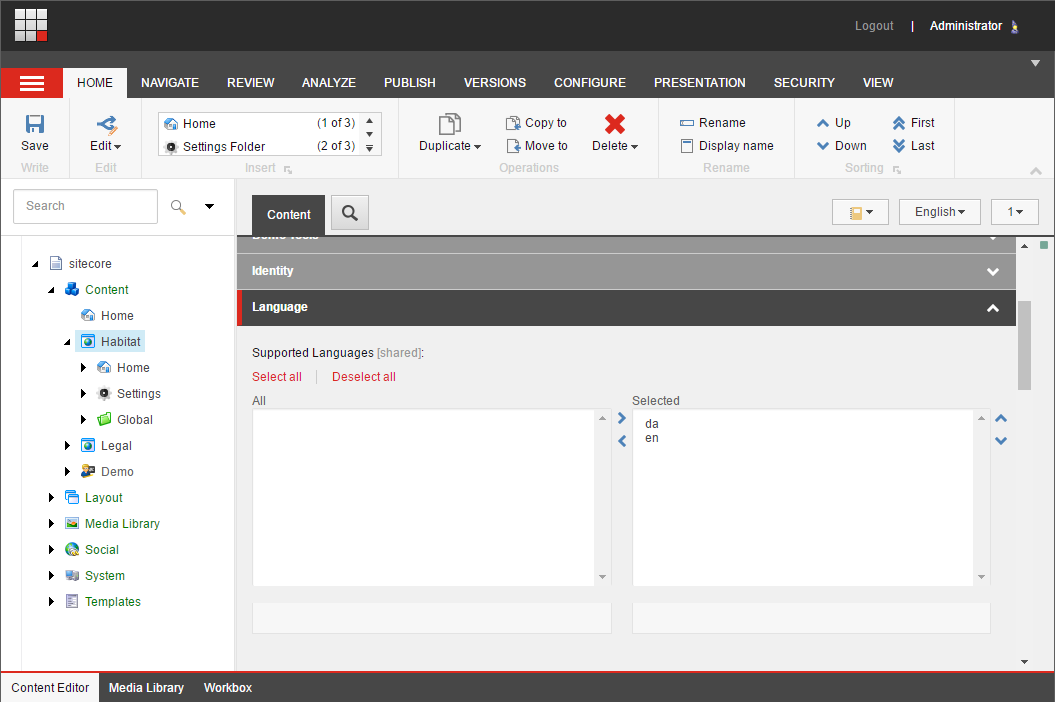 Logout | Administrator
HOME NAVIGATE REVIEW ANALYZE PUBLISH VERSIONS CONFIGURE PRESENTATION SECURITY VIEW
Home (1 of 3) Copy to Rename Up First
Save Edit Settings Folder (2 of 3) Duplicate Move to Delete Display name Down Last
Write Edit Insert Operations Rename Sorting
Search
Content English 1
Demo Tools
Identity
Language
sitecore
Content
Home
Habitat
Home
Settings
Global
Legal
Demo
Layout
Media Library
Social
System
Templates
Supported Languages [shared]:
Select all Deselect all
All Selected
da
en
Content Editor Media Library Workbox